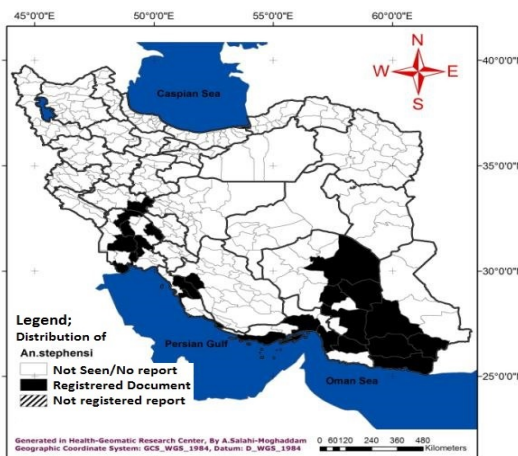 45°0'0"E 50°0'0"E 55°0'0"E 60°0'0"E
N
W E
S
40°0'0"N
Caspian Sea
35°0'0"N
30°0'0"N
Legend;
Distribution of
An.stephensi
Not Seen/No report
Registrered Document
Not registered report
Persian Gulf
Oman Sea
25°0'0"N
Generated in Health-Geomatic Research Center, By A.Salahi-Moghaddam
Geographic Coordinate System: GCS_WGS_1984, Datum: D_WGS_1984
0 60120 240 360 480
Kilometers